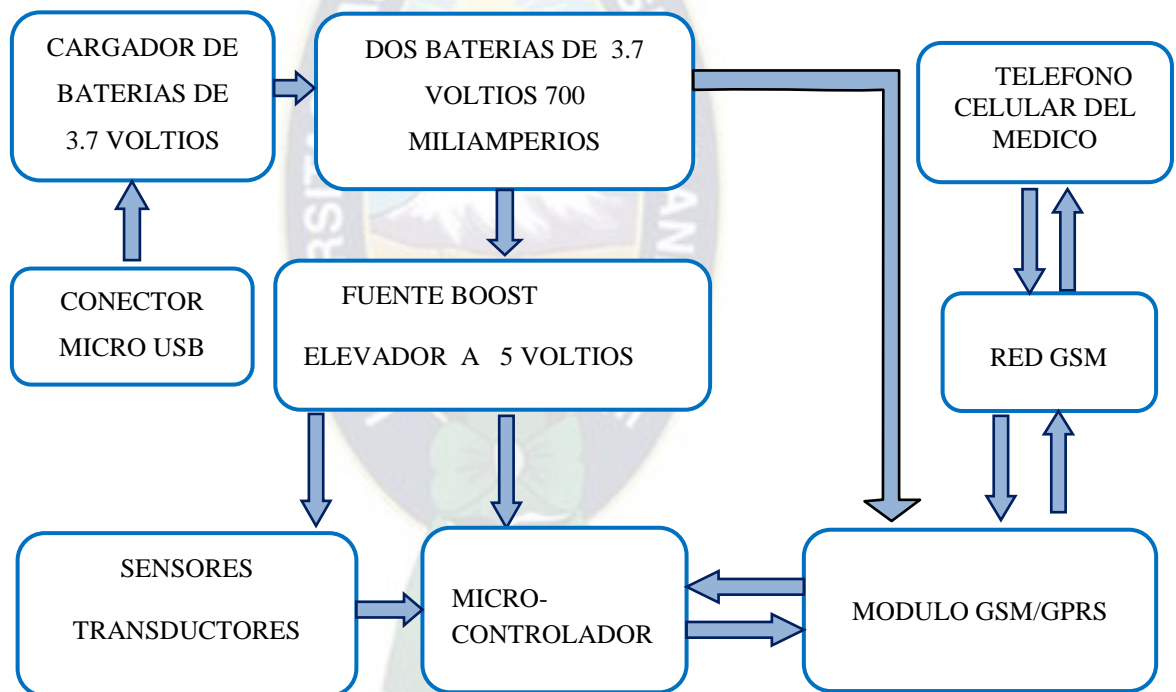 CARGADOR DE
BATERIAS DE
3.7 VOLTIOS
DOS BATERIAS DE 3.7
VOLTIOS 700
MILIAMPERIOS
TELEFONO
CELULAR DEL
MEDICO
CONECTOR
MICRO USB
FUENTE BOOST
ELEVADOR A 5 VOLTIOS
RED GSM
SENSORES
TRANSDUCTORES
MICRO-
CONTROLADOR
MODULO GSM/GPRS